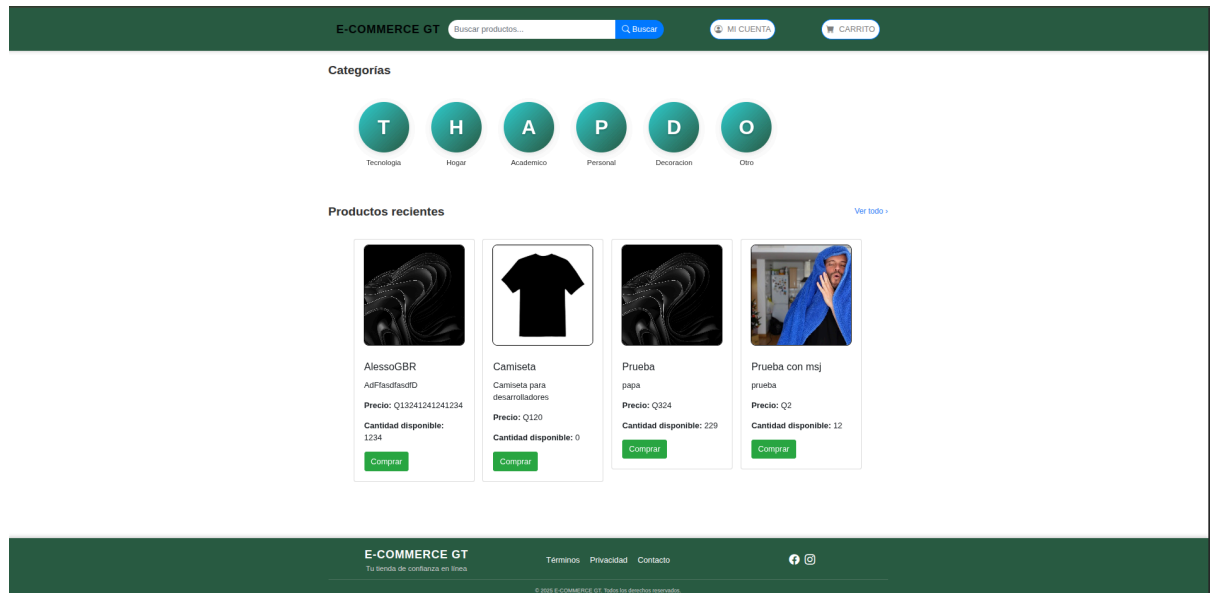 E-COMMERCE GT
Buscar productos...
Buscar
MI CUENTA
CARRITO
Categorías
T
H
A
P
D
O
Tecnologia
Hogar
Academico
Personal
Decoracion
Otro
Productos recientes
Ver todo ›
AlessoGBR
AdFfasdfasdfD
Precio: Q13241241241234
Cantidad disponible:
1234
Comprar
Camiseta
Camiseta para
desarrolladores
Precio: Q120
Cantidad disponible: 0
Comprar
Prueba
papa
Precio: Q324
Cantidad disponible: 229
Comprar
Prueba con msj
prueba
Precio: Q2
Cantidad disponible: 12
Comprar
E-COMMERCE GT
Tu tienda de confianza en línea
Términos
Privacidad
Contacto
© 2025 E-COMMERCE GT. Todos los derechos reservados.